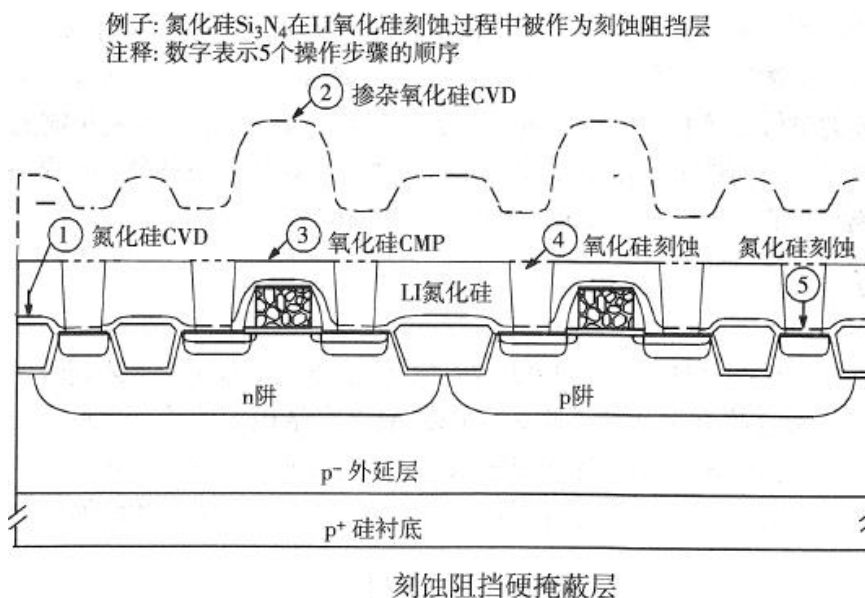 例子: 氮化硅Si₃N₄在LI氧化硅刻蚀过程中被作为刻蚀阻挡层
注释: 数字表示5个操作步骤的顺序
② 掺杂氧化硅CVD
① 氮化硅CVD
③ 氧化硅CMP
④ 氧化硅刻蚀
氮化硅刻蚀
⑤
LI氮化硅
n阱
p阱
p⁻ 外延层
p⁺ 硅衬底
刻蚀阻挡硬掩蔽层